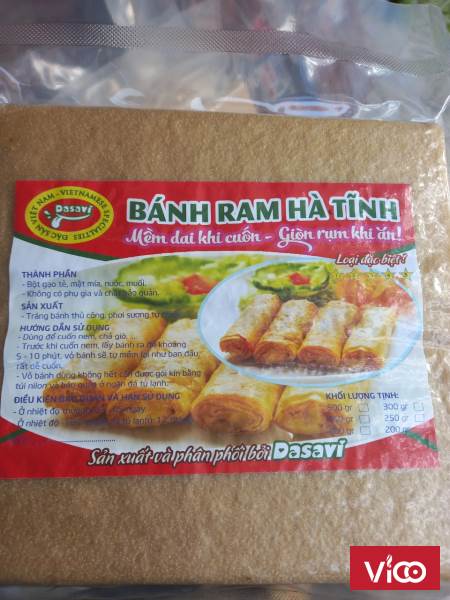 ĐẶC SẢN VIỆT NAM - VIETNAMESE SPECIALTIES
Dasavi
BÁNH RAM HÀ TĨNH
Mềm dai khi cuốn - Giòn rụm khi ăn!
Loại đặc biệt!
THÀNH PHẦN
- Bột gạo tẻ, mật mía, nước, muối.
- Không có phụ gia và chất bảo quản.
SẢN XUẤT
- Tráng bánh thủ công, phơi sương tự
HƯỚNG DẪN SỬ DỤNG
- Dùng để cuốn nem, chả giò, ...
- Trước khi cuốn nem, lấy bánh ra để khoảng
5 - 10 phút, vỏ bánh sẽ tự mềm lại như ban đầu,
rất dễ cuốn.
- Vỏ bánh dùng không hết cần được gói kín bằng
túi nilon và bảo quản ở ngăn đá tủ lạnh.
ĐIỀU KIỆN BẢO QUẢN VÀ HẠN SỬ DỤNG
- Ở nhiệt độ
- Ở nhiệt độ
KHỐI LƯỢNG TỊNH:
500 gr 300 gr
250 gr
200 gr
Sản xuất và phân phối bởi Dasavi
VICO